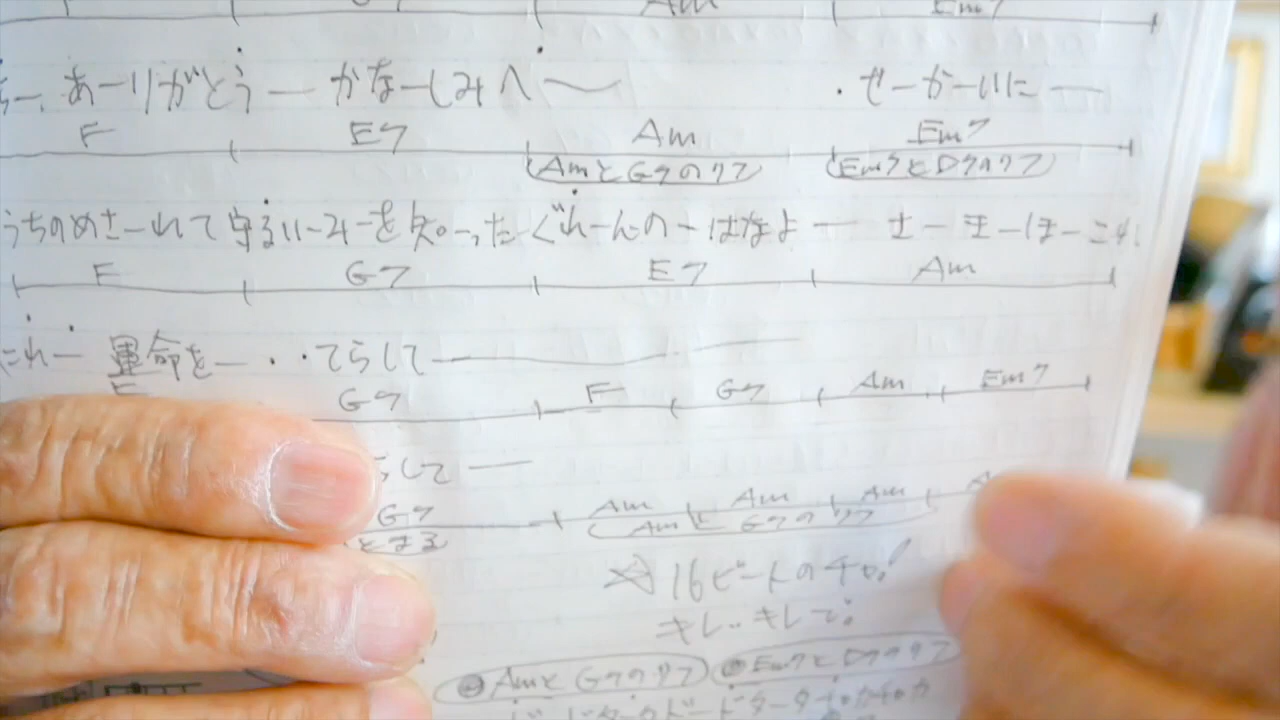 Am Em7
あーりがとう ー かなーしみへ 〜 ・せーかーいに ー
F E7 Am Em7
(AmとG7のリフ) (Em7とD7のリフ)
うちのめさーれて守るいーみーを知ーった ぐれーんのーはなよ ー さーきーほーこれ
F G7 E7 Am
これー 運命をー・・てらして ー
F G7 F G7 Am Em7
らして ー
G7 Am Am Am
とまる Amと G7のリフ
☆16ビートのチャ!
キレッキレで!
AmとG7のリフ Em7とD7のリフ